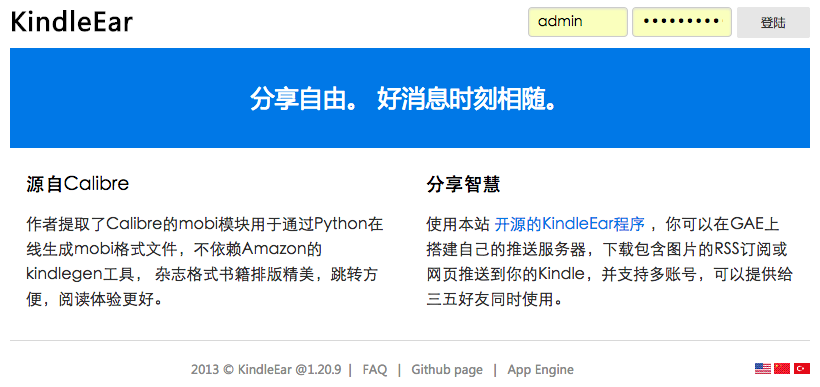 KindleEar
admin
登陆
分享自由。 好消息时刻相随。
源自Calibre
作者提取了Calibre的mobi模块用于通过Python在
线生成mobi格式文件，不依赖Amazon的
kindlegen工具， 杂志格式书籍排版精美，跳转方
便，阅读体验更好。
分享智慧
使用本站 开源的KindleEar程序 ，你可以在GAE上
搭建自己的推送服务器，下载包含图片的RSS订阅或
网页推送到你的Kindle，并支持多账号，可以提供给
三五好友同时使用。
2013 © KindleEar @1.20.9 | FAQ | Github page | App Engine